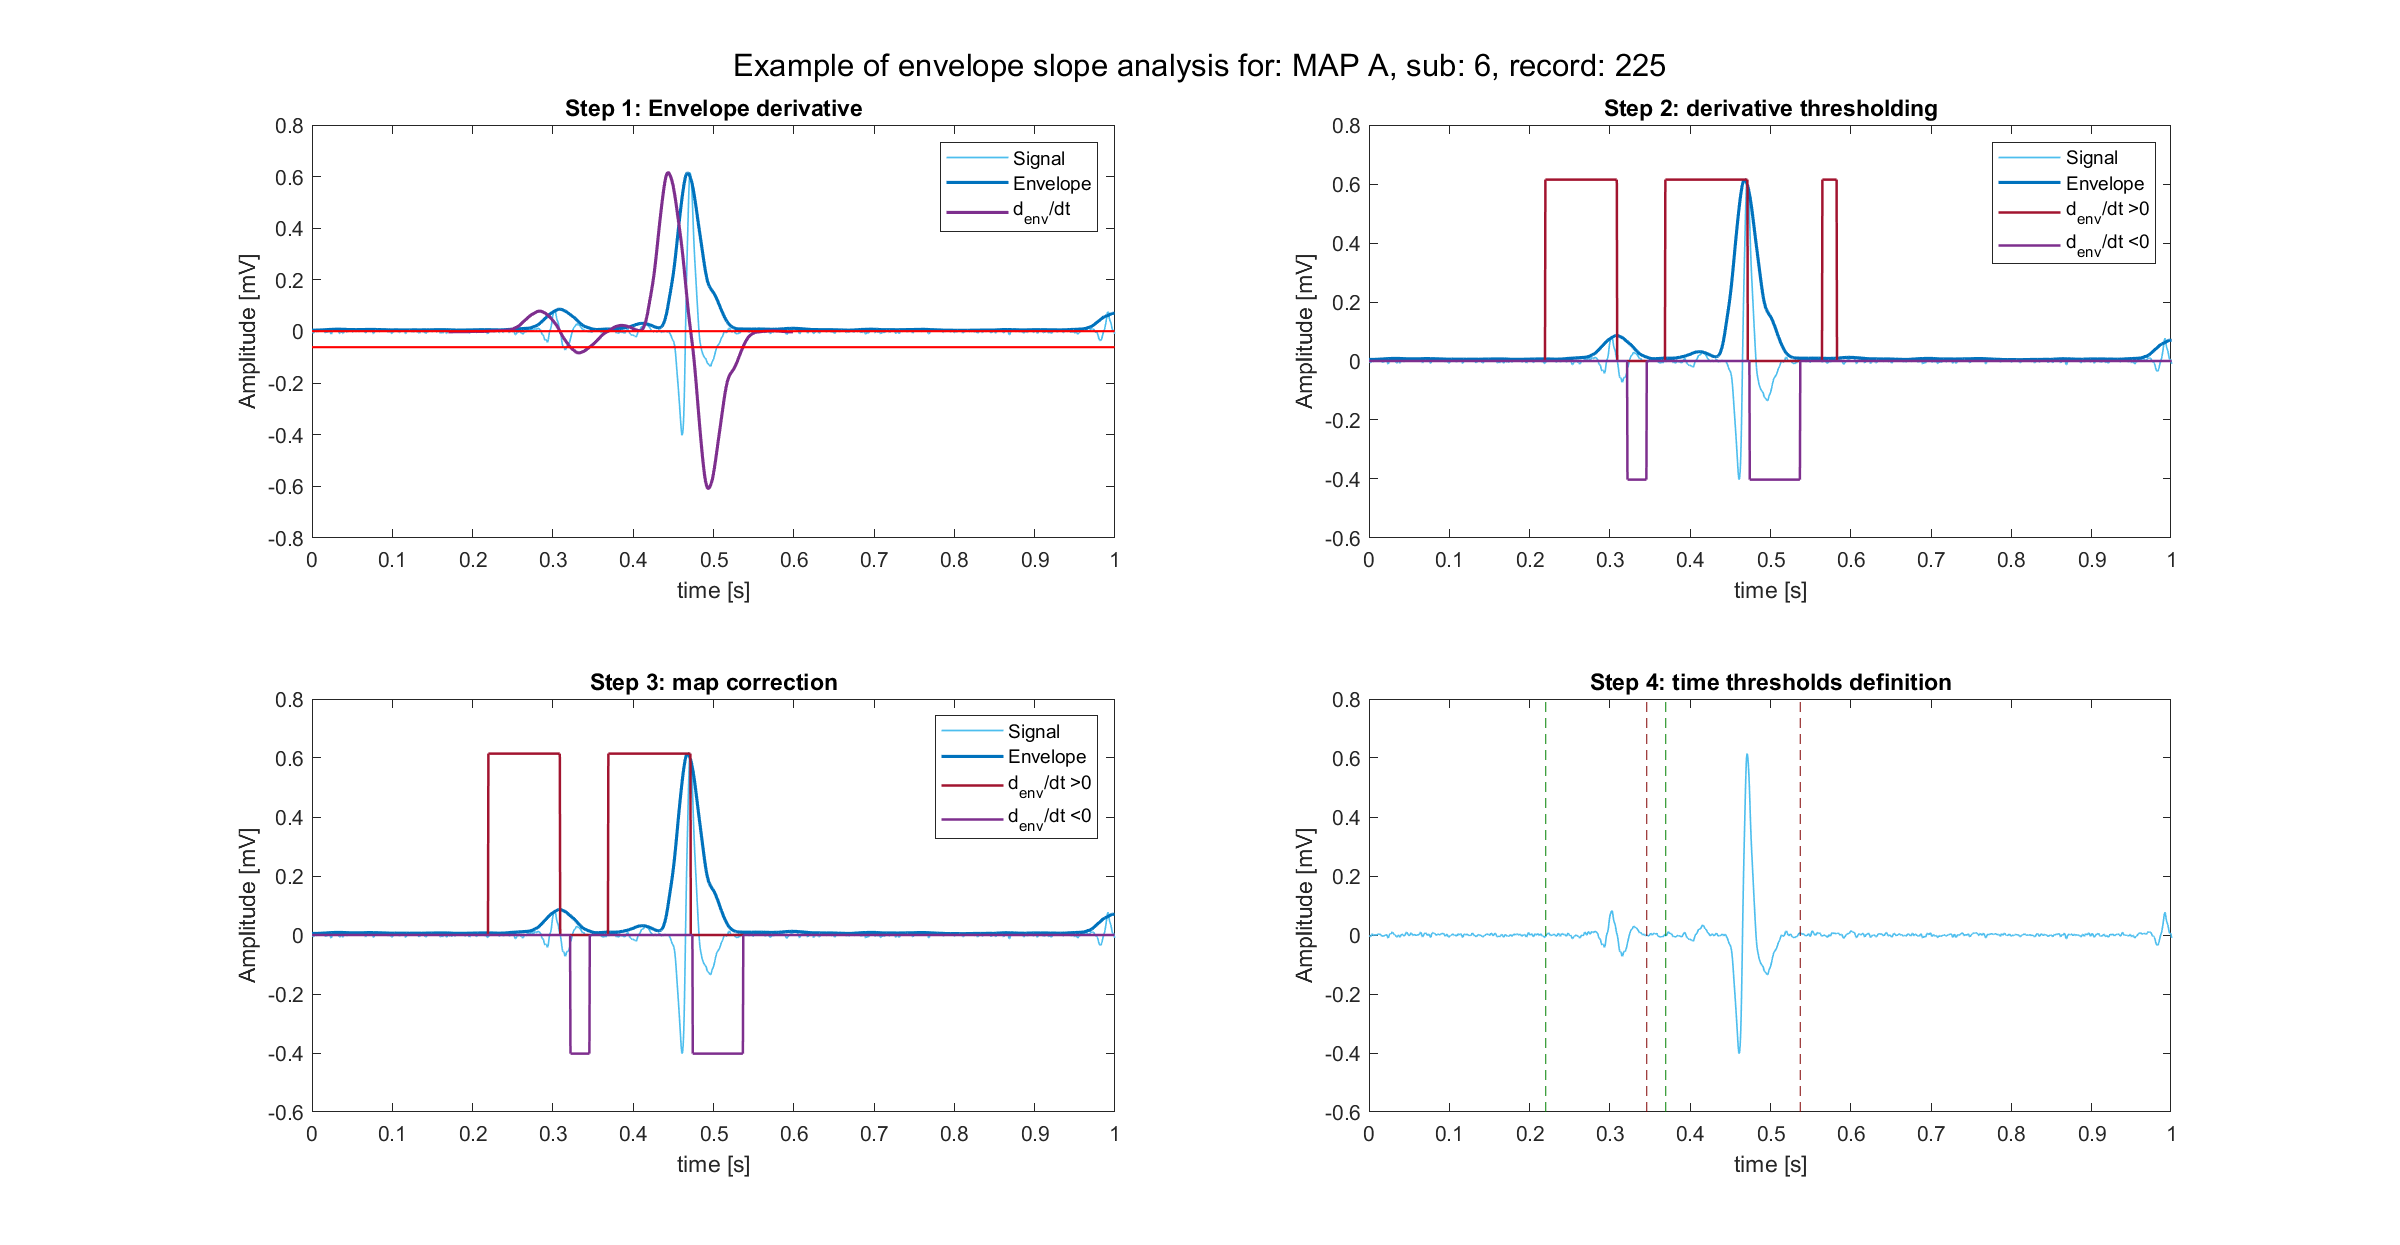 Example of envelope slope analysis for: MAP A, sub: 6, record: 225
Step 1: Envelope derivative
0.8
0.6
0.4
0.2
0
-0.2
-0.4
-0.6
-0.8
Amplitude [mV]
0 0.1 0.2 0.3 0.4 0.5 0.6 0.7 0.8 0.9 1
time [s]
Signal
Envelope
d_env/dt
Step 2: derivative thresholding
0.8
0.6
0.4
0.2
0
-0.2
-0.4
-0.6
Amplitude [mV]
0 0.1 0.2 0.3 0.4 0.5 0.6 0.7 0.8 0.9 1
time [s]
Signal
Envelope
d_env/dt >0
d_env/dt <0
Step 3: map correction
0.8
0.6
0.4
0.2
0
-0.2
-0.4
-0.6
Amplitude [mV]
0 0.1 0.2 0.3 0.4 0.5 0.6 0.7 0.8 0.9 1
time [s]
Signal
Envelope
d_env/dt >0
d_env/dt <0
Step 4: time thresholds definition
0.8
0.6
0.4
0.2
0
-0.2
-0.4
-0.6
Amplitude [mV]
0 0.1 0.2 0.3 0.4 0.5 0.6 0.7 0.8 0.9 1
time [s]